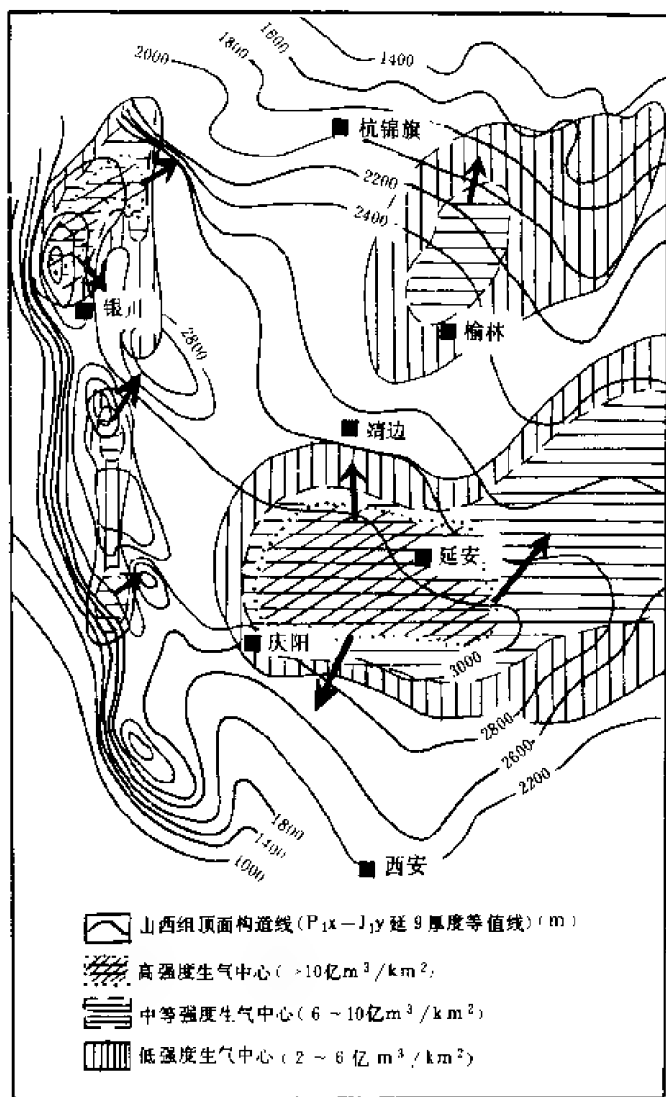 1400
1600
1800
2000
杭锦旗
2200
2400
银川
2800
榆林
靖边
延安
庆阳
3000
2800
2600
2200
1800
1400
1000
西安
山西组顶面构造线(P₁x-J₁y 延9厚度等值线)(m)
高强度生气中心(>10亿m³/km²)
中等强度生气中心(6~10亿m³/km²)
低强度生气中心(2~6亿m³/km²)